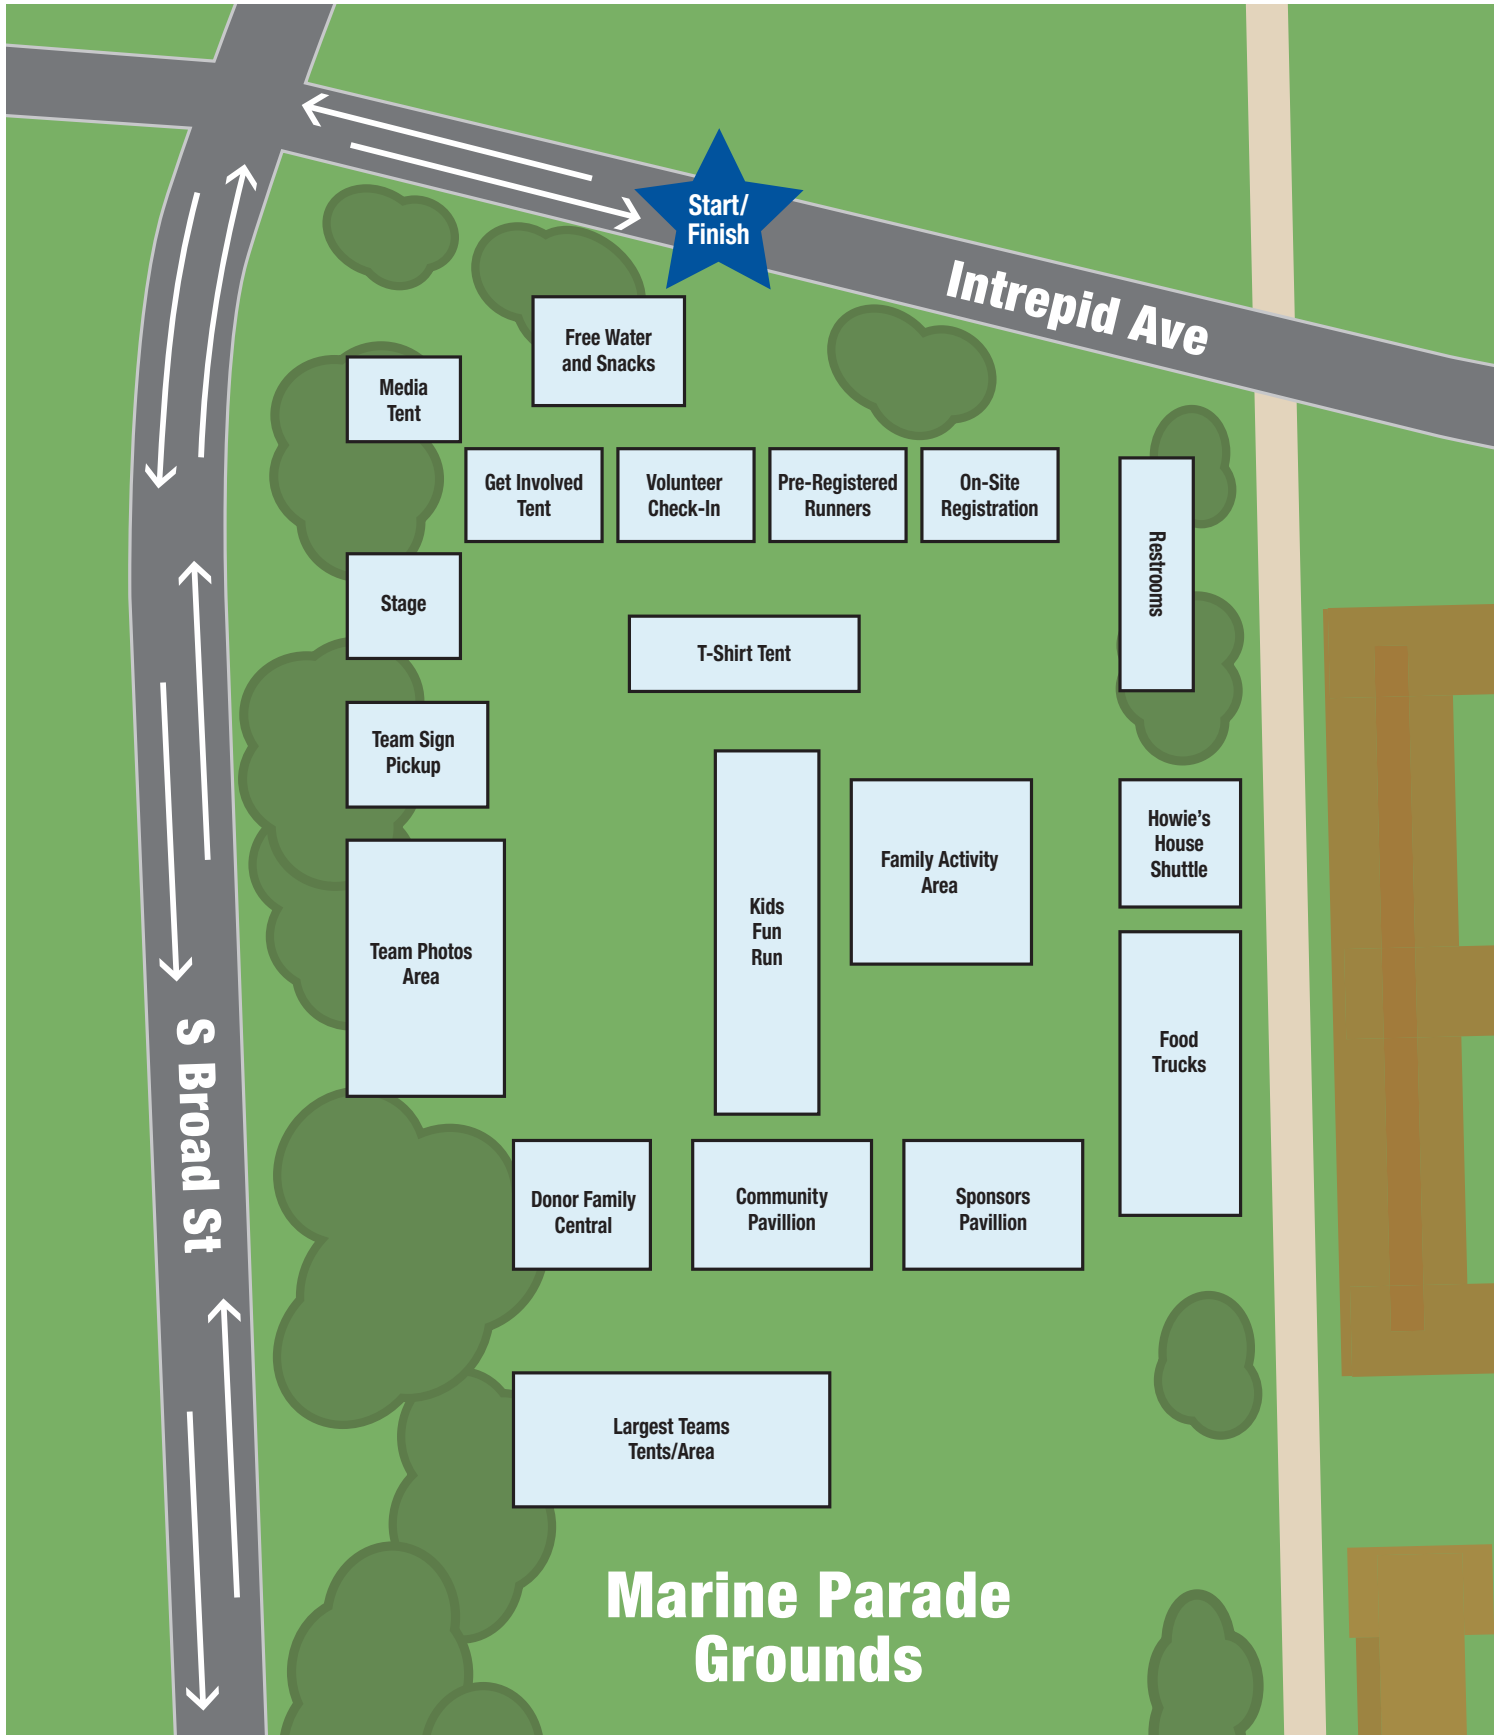 Start/
Finish
Intrepid Ave
Free Water
and Snacks
Media
Tent
Get Involved
Tent
Volunteer
Check-In
Pre-Registered
Runners
On-Site
Registration
Restrooms
Stage
T-Shirt Tent
Team Sign
Pickup
Howie's
House
Shuttle
Family Activity
Area
Kids
Fun
Run
Team Photos
Area
Food
Trucks
S Broad St
Donor Family
Central
Community
Pavillion
Sponsors
Pavillion
Largest Teams
Tents/Area
Marine Parade
Grounds